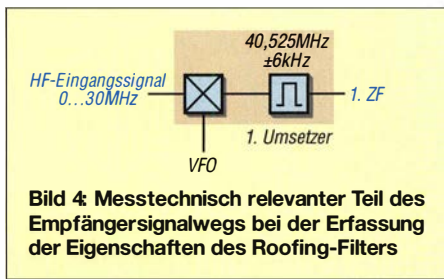 40,525MHz
±6kHz
HF-Eingangssignal
0...30MHz
1. ZF
1. Umsetzer
VFO
Bild 4: Messtechnisch relevanter Teil des
Empfängersignalwegs bei der Erfassung
der Eigenschaften des Roofing-Filters